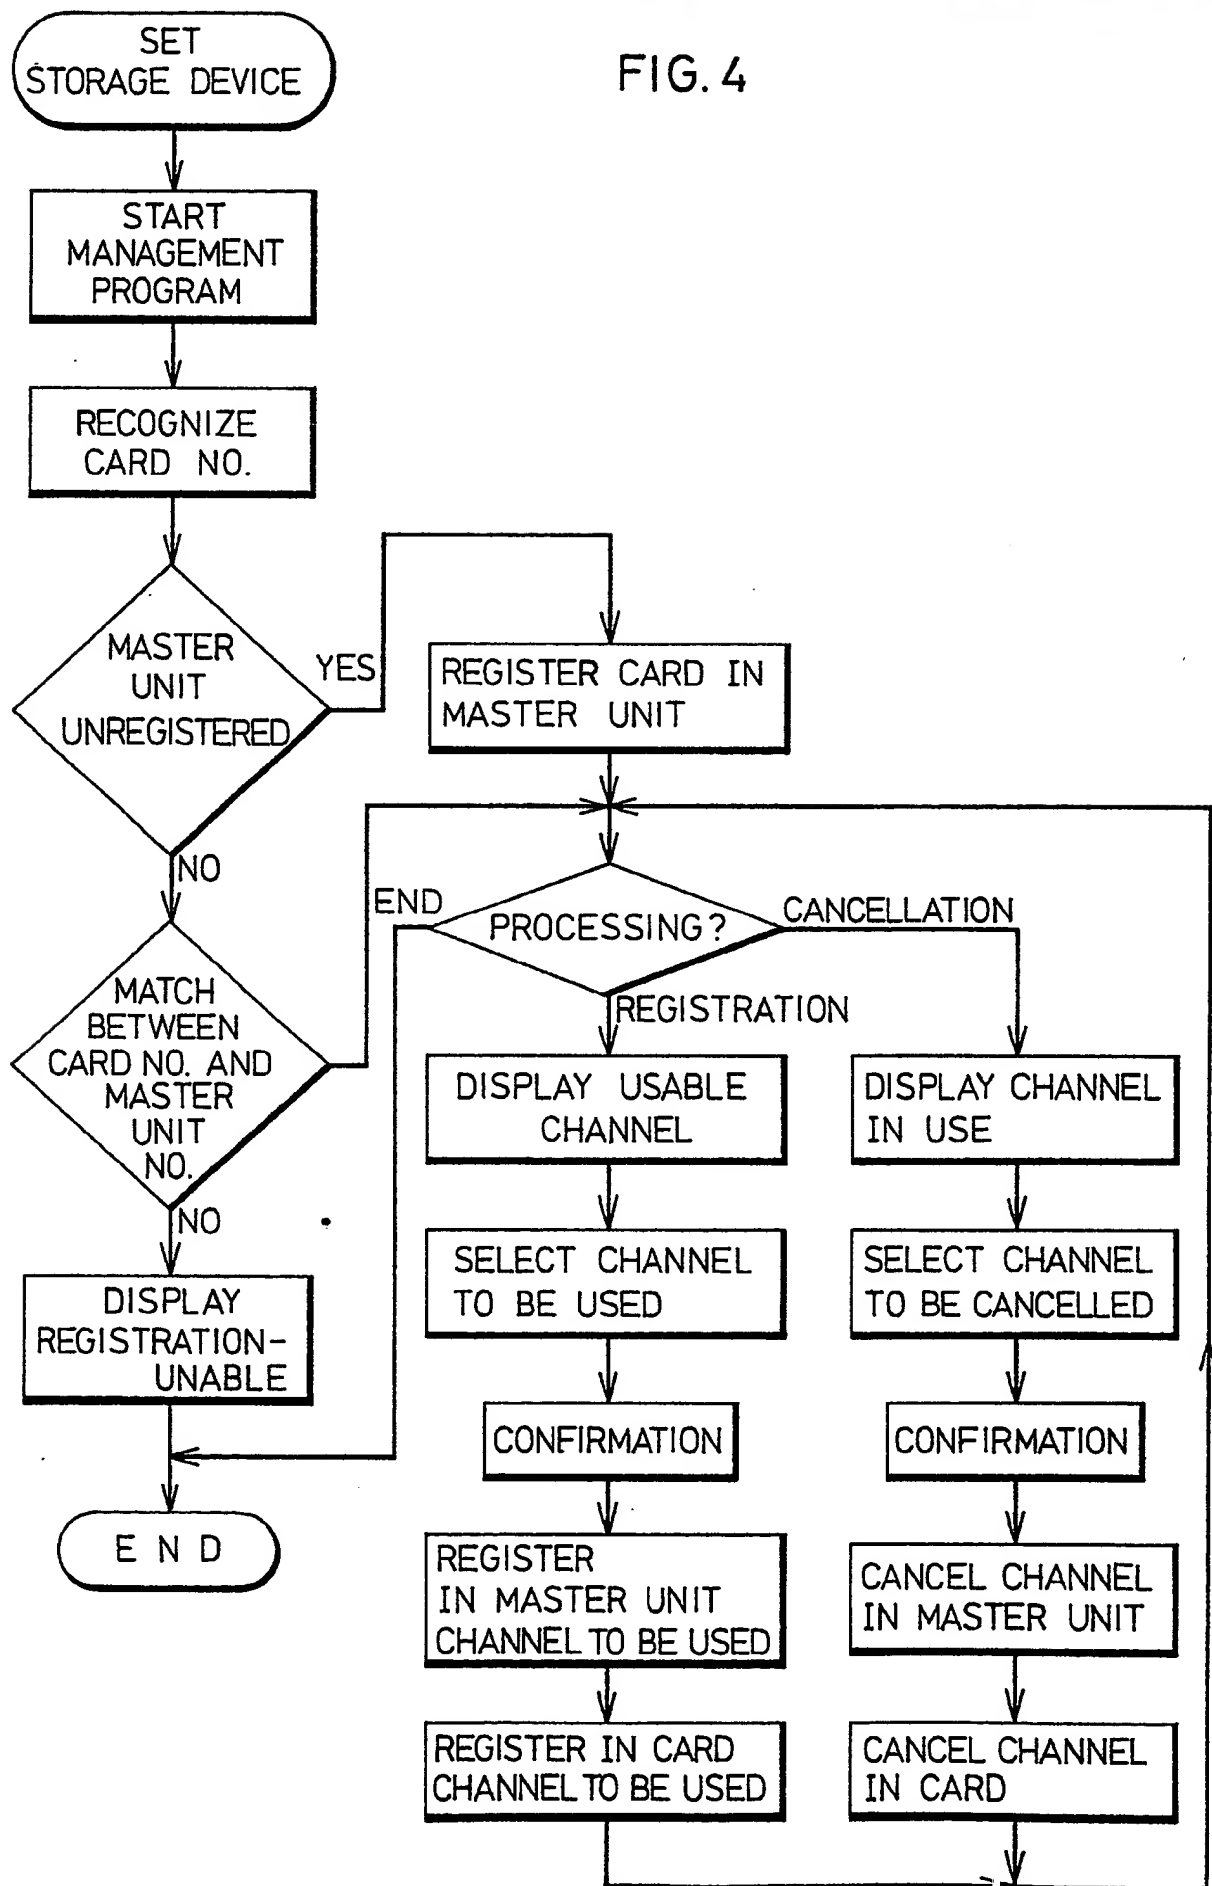 FIG. 4
SET
STORAGE DEVICE
START
MANAGEMENT
PROGRAM
RECOGNIZE
CARD NO.
MASTER
UNIT
UNREGISTERED
YES
NO
REGISTER CARD IN
MASTER UNIT
MATCH
BETWEEN
CARD NO. AND
MASTER
UNIT
NO.
NO
DISPLAY
REGISTRATION-
UNABLE
END
PROCESSING?
END
CANCELLATION
REGISTRATION
DISPLAY USABLE
CHANNEL
SELECT CHANNEL
TO BE USED
CONFIRMATION
REGISTER
IN MASTER UNIT
CHANNEL TO BE USED
REGISTER IN CARD
CHANNEL TO BE USED
DISPLAY CHANNEL
IN USE
SELECT CHANNEL
TO BE CANCELLED
CONFIRMATION
CANCEL CHANNEL
IN MASTER UNIT
CANCEL CHANNEL
IN CARD